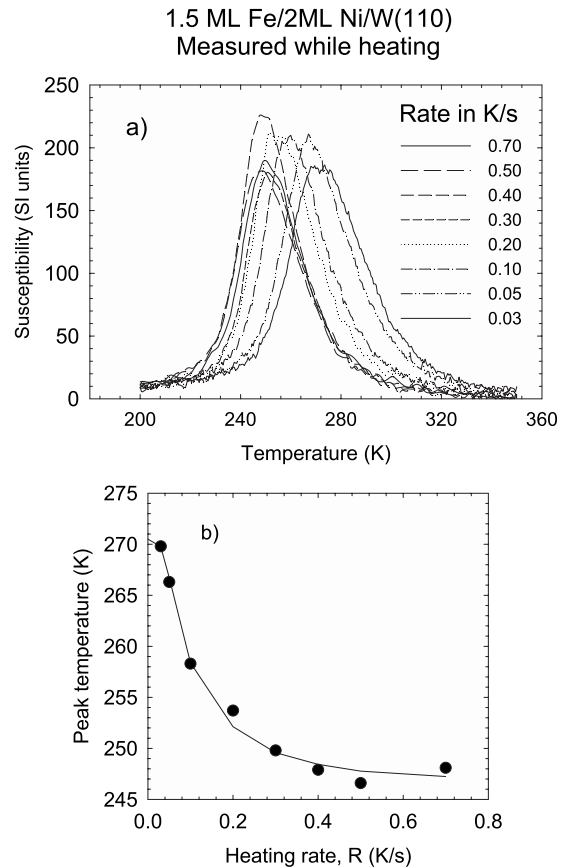 1.5 ML Fe/2ML Ni/W(110)
Measured while heating
250
200
150
100
50
0
Susceptibility (SI units)
a)
Rate in K/s
0.70
0.50
0.40
0.30
0.20
0.10
0.05
0.03
200 240 280 320 360
Temperature (K)
275
270
265
260
255
250
245
Peak temperature (K)
b)
0.0 0.2 0.4 0.6 0.8
Heating rate, R (K/s)